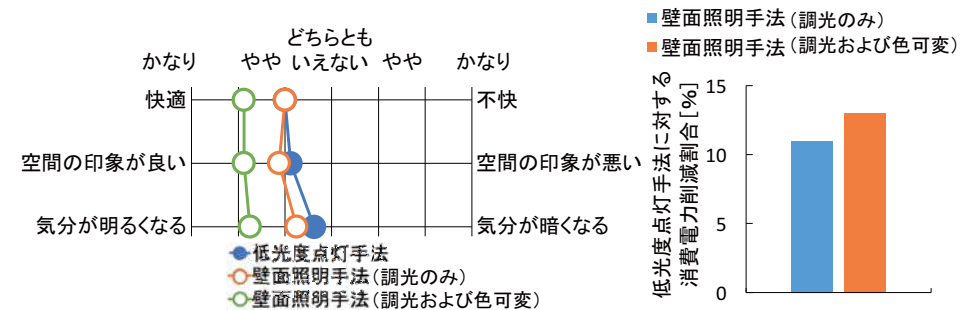 どちらとも
かなり やや いえない やや かなり
快適 不快
空間の印象が良い 空間の印象が悪い
気分が明るくなる 気分が暗くなる
低光度点灯手法
壁面照明手法(調光のみ)
壁面照明手法(調光および色可変)
壁面照明手法(調光のみ)
壁面照明手法(調光および色可変)
低光度点灯手法に対する
消費電力削減割合[%]
15
10
5
0